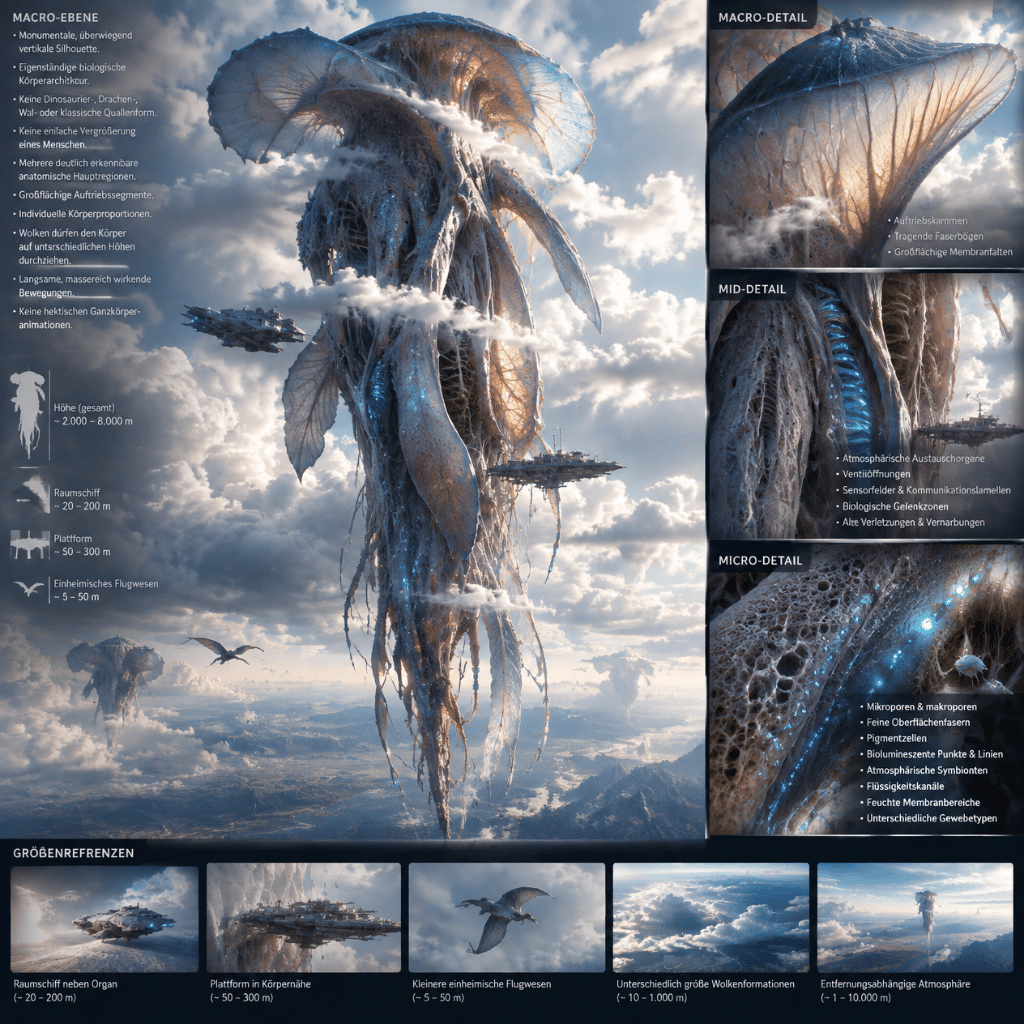 MACRO-EBENE
• Monumentale, überwiegend
vertikale Silhouette.
• Eigenständige biologische
Körperarchitektur.
• Keine Dinosaurier-, Drachen-,
Wal- oder klassische Quallenform.
• Keine einfache Vergrößerung
eines Menschen.
• Mehrere deutlich erkennbare
anatomische Hauptregionen.
• Großflächige Auftriebssegmente.
• Individuelle Körperproportionen.
• Wolken dürfen den Körper
auf untsrschiedlichen Höhen
durchziehen.
• Langsame, massereich wirkende
Bewegungen.
• Keine hektischen Ganzkörper-
animationen.
Höhe (gesamt)
~ 2.000 – 8.000 m
Raumschiff
~ 20 – 200 m
Plattform
~ 50 – 300 m
Einheimisches Flugwesen
~ 5 – 50 m
MACRO-DETAIL
• Auftriebskammen
• Tragende Faserbögen
• Großflächige Membranfalten
MID-DETAIL
• Atmosphärische Austauschorgane
• Ventiiöffnungen
• Sensorfelder & Kommunikationslamellen
• Biologische Gelenkzonen
• Alte Verletzungen & Vernarbungen
MICRO-DETAIL
• Mikroporen & makroporen
• Feine Oberflächenfasern
• Pigmentzellen
• Biolumineszente Punkte & Linien
• Atmosphärische Symbionten
• Flüssigkeitskanäle
• Feuchte Membranbereiche
• Unterschiedliche Gewebetypen
GRÖßENREFRENZEN
Raumschiff neben Organ
(~ 20 – 200 m)
Plattform in Körpernähe
(~ 50 – 300 m)
Kleinere einheimische Flugwesen
(~ 5 – 50 m)
Unterschiedlich größe Wolkenformationen
(~ 10 – 1.000 m)
Entfernungsabhängige Atmosphäre
(~ 1 – 10.000 m)